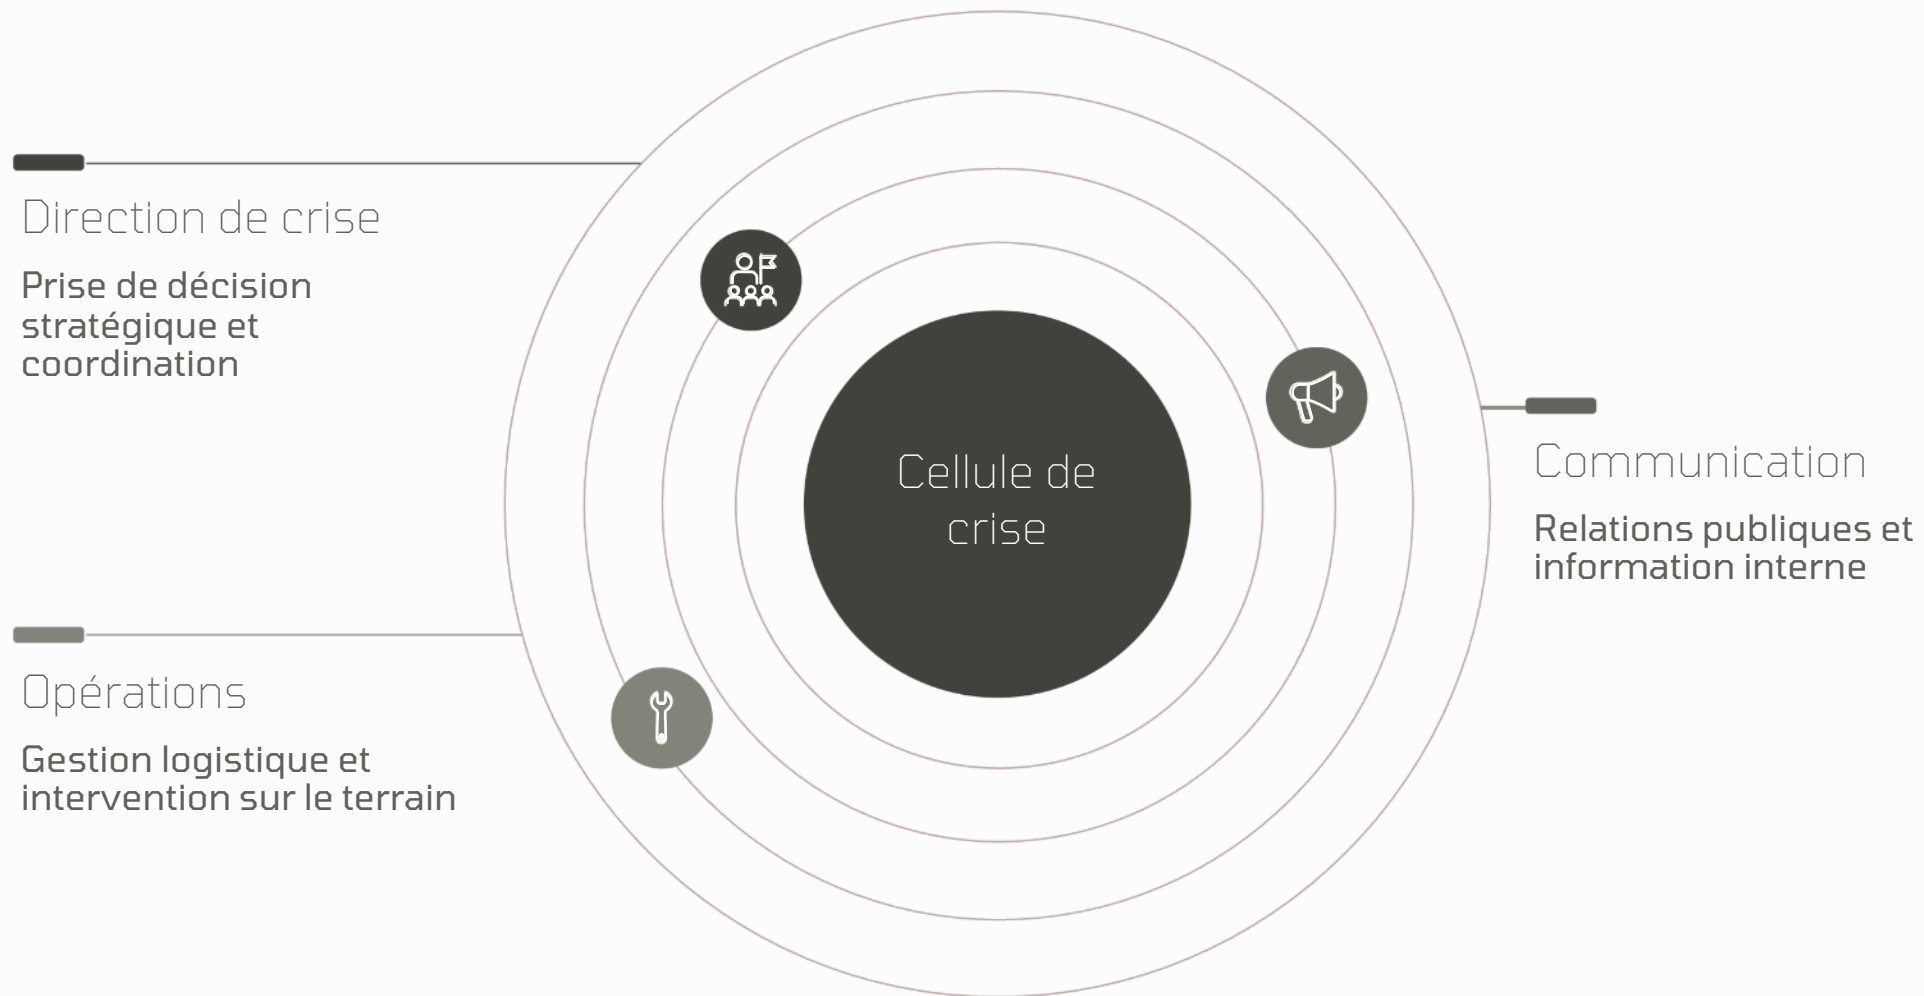 Direction de crise
Prise de décision
stratégique et
coordination
Cellule de
crise
Communication
Relations publiques et
information interne
Opérations
Gestion logistique et
intervention sur le terrain